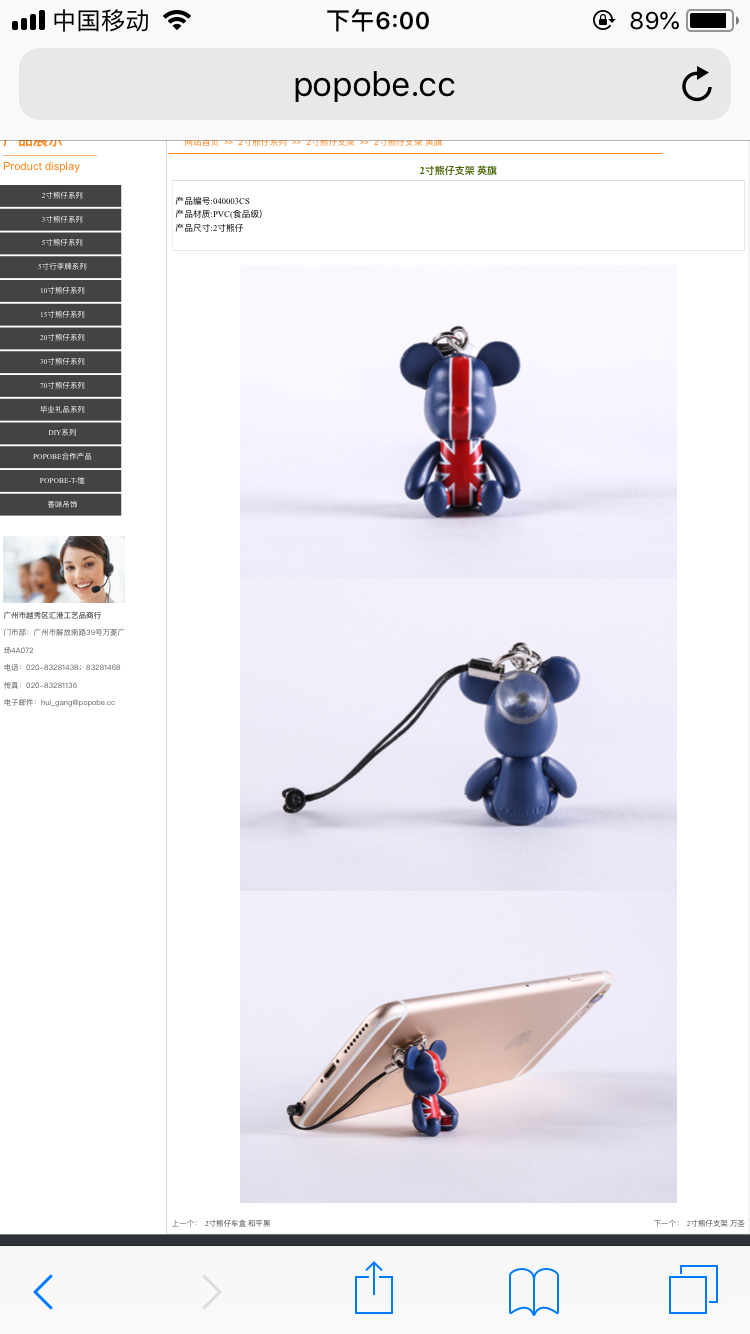 中国移动
下午6:00
89%
popobe.cc
产品展示
Product display
2寸熊仔系列
3寸熊仔系列
5寸熊仔系列
5寸行李牌系列
10寸熊仔系列
15寸熊仔系列
20寸熊仔系列
30寸熊仔系列
70寸熊仔系列
毕业礼品系列
DIY系列
POPOBE合作产品
POPOBE-T-恤
香味吊饰
广州市越秀区汇港工艺品商行
门市部：广州市解放南路39号万菱广
场4A072
电话：020-83281438；83281468
传真：020-83281136
电子邮件：hui_gang@popobe.cc
网站首页 >> 2寸熊仔系列 >> 2寸熊仔支架 >> 2寸熊仔支架 英旗
2寸熊仔支架 英旗
产品编号:040003CS
产品材质:PVC(食品级)
产品尺寸:2寸熊仔
上一个： 2寸熊仔车盒 和平黑
下一个： 2寸熊仔支架 万圣